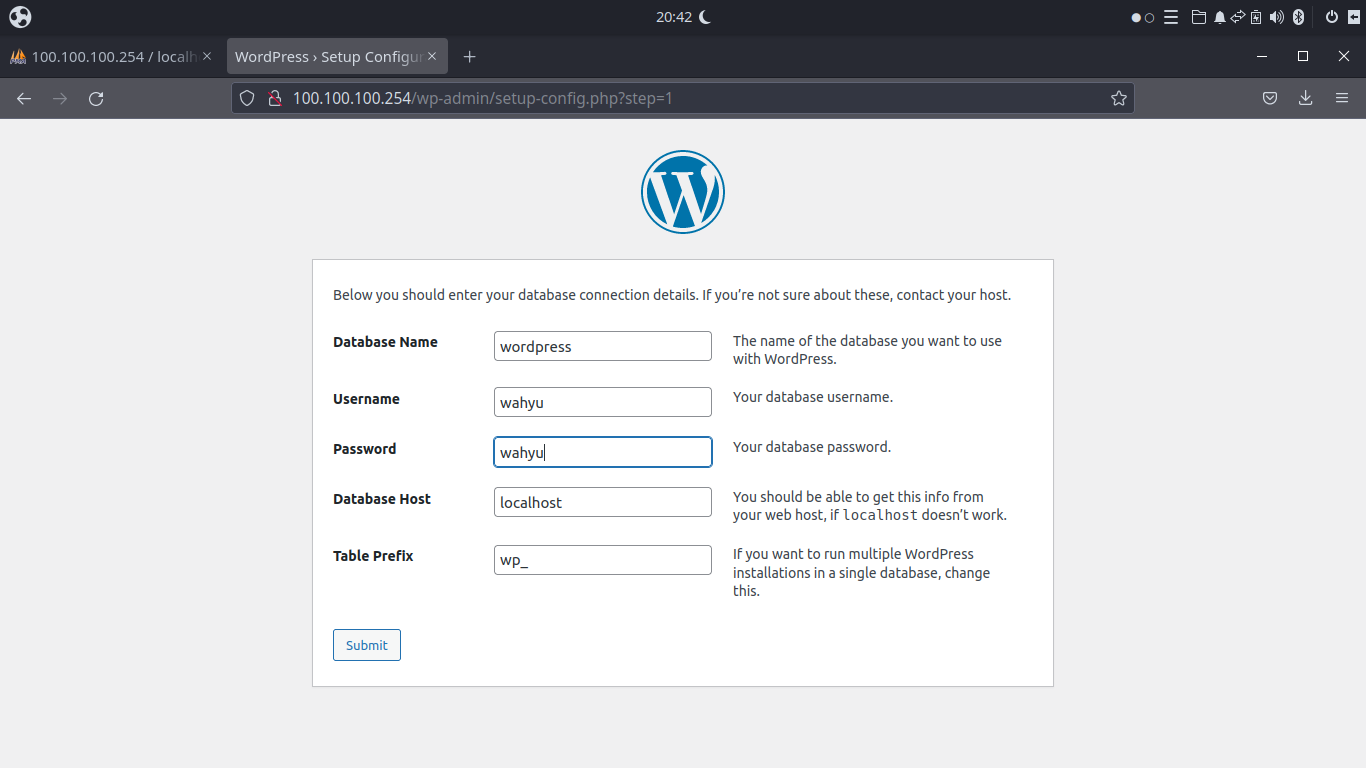 20:42
100.100.100.254 / localh
WordPress › Setup Configur
100.100.100.254/wp-admin/setup-config.php?step=1
Below you should enter your database connection details. If you’re not sure about these, contact your host.
Database Name
wordpress
The name of the database you want to use
with WordPress.
Username
wahyu
Your database username.
Password
wahyu
Your database password.
Database Host
localhost
You should be able to get this info from
your web host, if localhost doesn’t work.
Table Prefix
wp_
If you want to run multiple WordPress
installations in a single database, change
this.
Submit